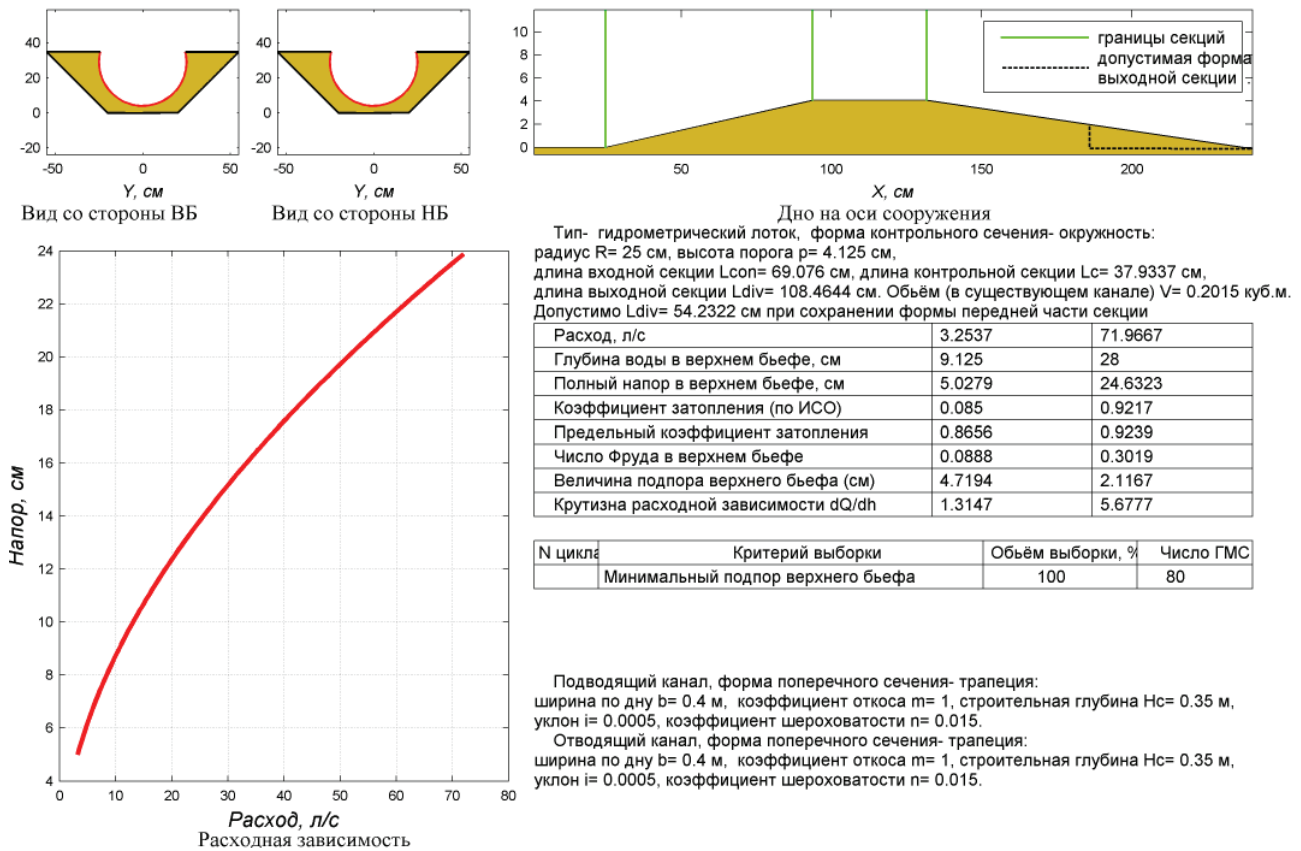 40
20
0
-20
-50
0
50
Y, см
Вид со стороны ВБ
40
20
0
-20
-50
0
50
Y, см
Вид со стороны НБ
10
8
6
4
2
0
50
100
150
200
X, см
границы секций
допустимая форма
выходной секции
Дно на оси сооружения
Тип- гидрометрический лоток, форма контрольного сечения- окружность:
радиус R= 25 см, высота порога p= 4.125 см,
длина входной секции Lcon= 69.076 см, длина контрольной секции Lc= 37.9337 см,
длина выходной секции Ldiv= 108.4644 см. Обьём (в существующем канале) V= 0.2015 куб.м.
Допустимо Ldiv= 54.2322 см при сохранении формы передней части секции
Расход, л/с 3.2537 71.9667
Глубина воды в верхнем бьефе, см 9.125 28
Полный напор в верхнем бьефе, см 5.0279 24.6323
Коэффициент затопления (по ИСО) 0.085 0.9217
Предельный коэффициент затопления 0.8656 0.9239
Число Фруда в верхнем бьефе 0.0888 0.3019
Величина подпора верхнего бьефа (см) 4.7194 2.1167
Крутизна расходной зависимости dQ/dh 1.3147 5.6777
N цикла Критерий выборки Обьём выборки, % Число ГМС
Минимальный подпор верхнего бьефа 100 80
Подводящий канал, форма поперечного сечения- трапеция:
ширина по дну b= 0.4 м, коэффициент откоса m= 1, строительная глубина Hc= 0.35 м,
уклон i= 0.0005, коэффициент шероховатости n= 0.015.
Отводящий канал, форма поперечного сечения- трапеция:
ширина по дну b= 0.4 м, коэффициент откоса m= 1, строительная глубина Hc= 0.35 м,
уклон i= 0.0005, коэффициент шероховатости n= 0.015.
24
22
20
18
16
14
12
10
8
6
4
Напор, см
0
10
20
30
40
50
60
70
80
Расход, л/с
Расходная зависимость